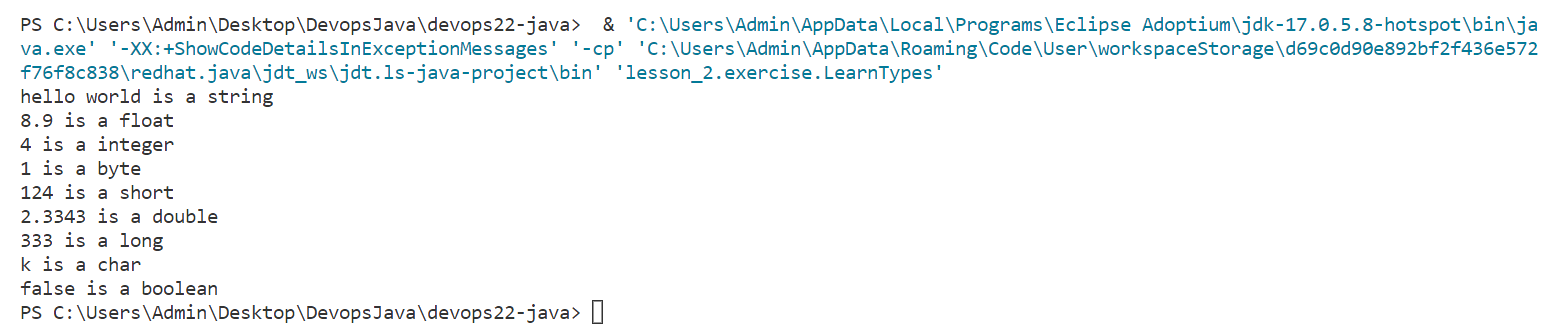 PS C:\Users\Admin\Desktop\DevopsJava\devops22-java>  & 'C:\Users\Admin\AppData\Local\Programs\Eclipse Adoptium\jdk-17.0.5.8-hotspot\bin\ja
va.exe' '-XX:+ShowCodeDetailsInExceptionMessages' '-cp' 'C:\Users\Admin\AppData\Roaming\Code\User\workspaceStorage\d69c0d90e892bf2f436e572
f76f8c838\redhat.java\jdt_ws\jdt.ls-java-project\bin' 'lesson_2.exercise.LearnTypes'
hello world is a string
8.9 is a float
4 is a integer
1 is a byte
124 is a short
2.3343 is a double
333 is a long
k is a char
false is a boolean
PS C:\Users\Admin\Desktop\DevopsJava\devops22-java>